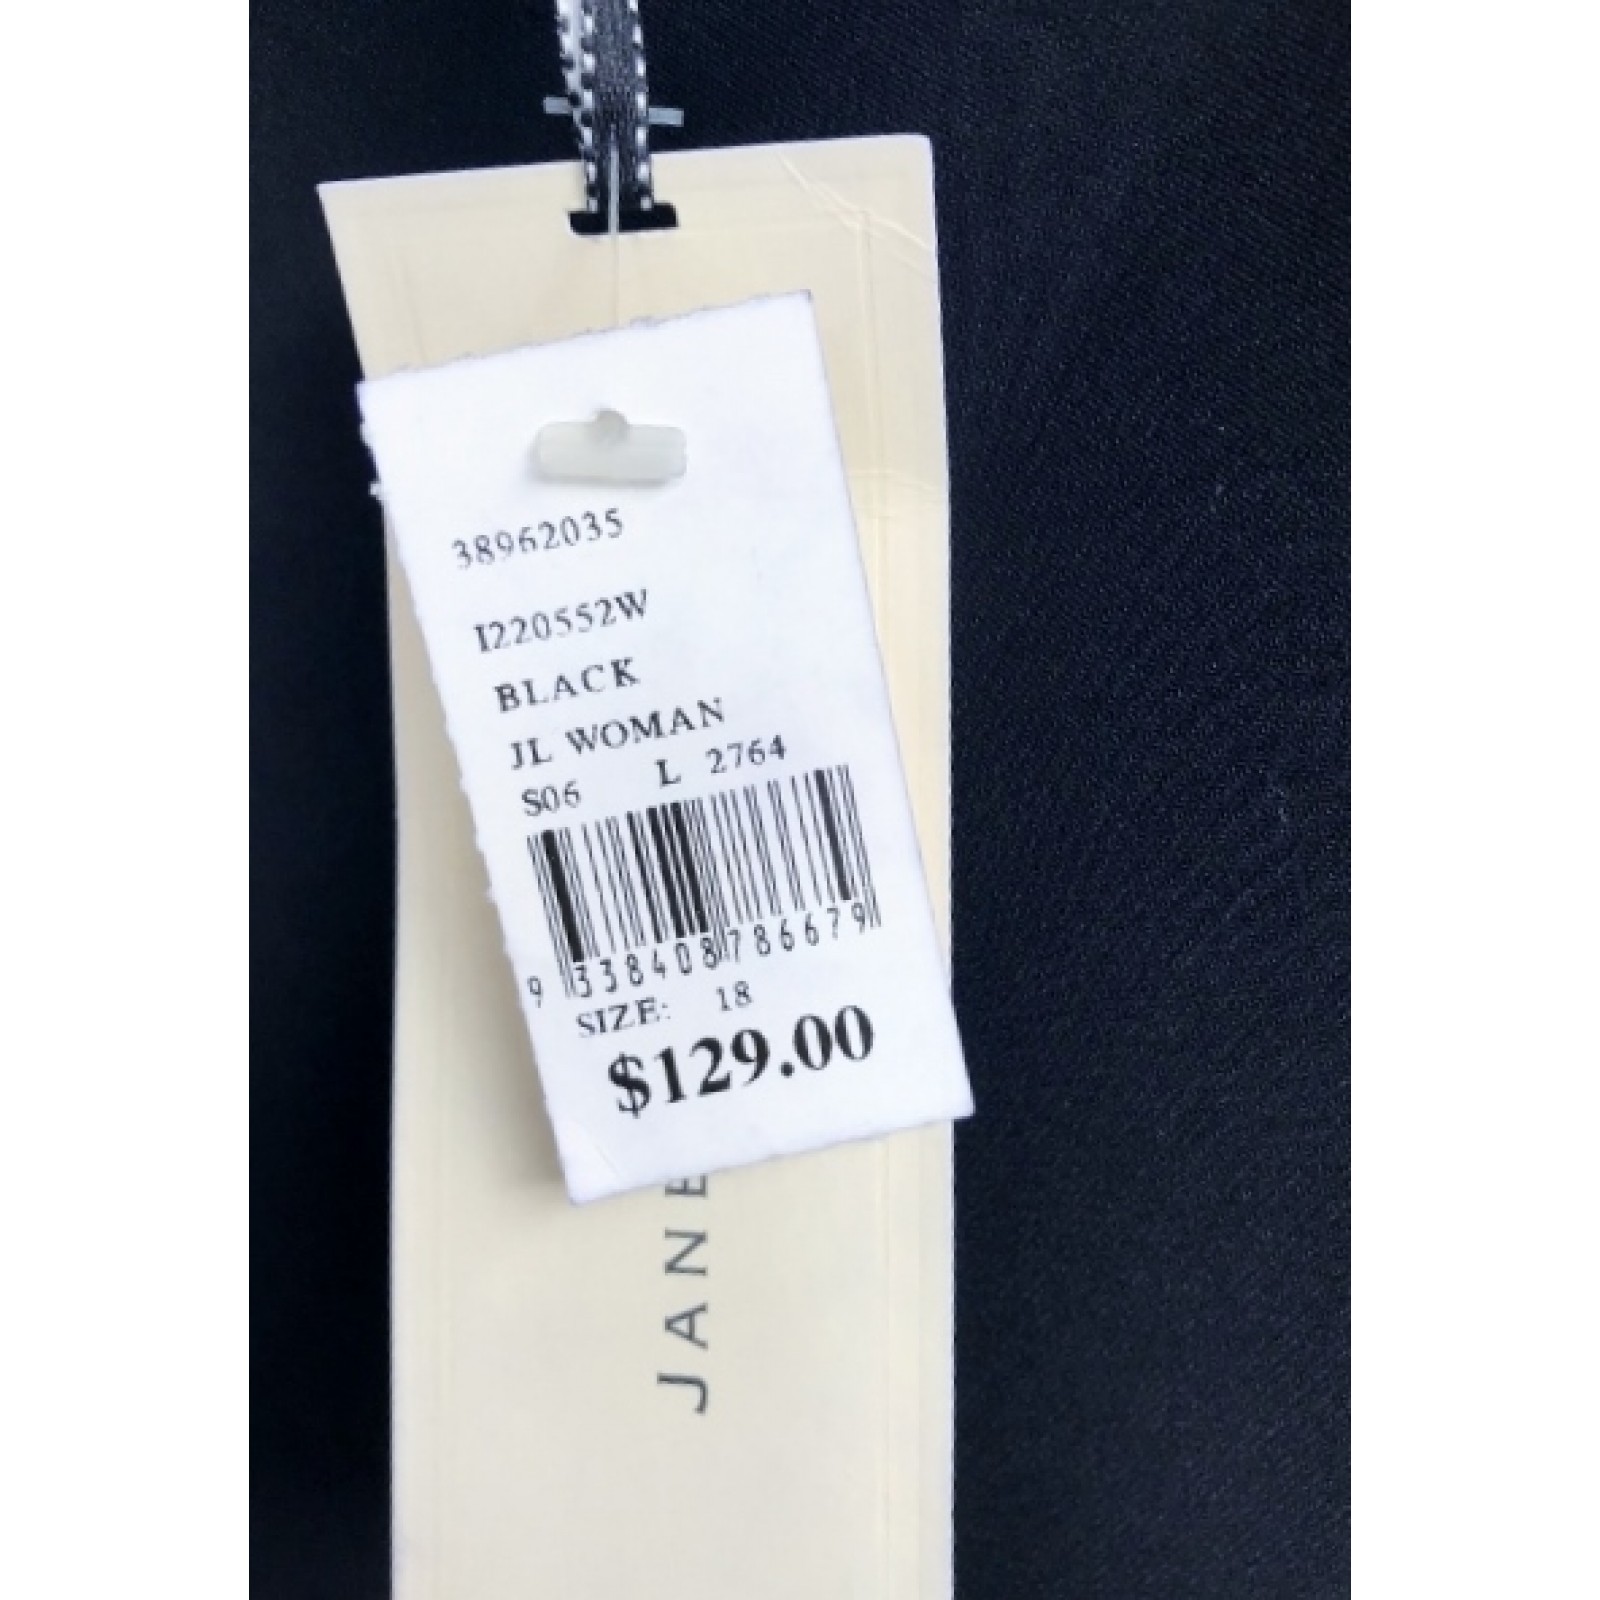 38962035
I220552W
BLACK
JL WOMAN
S06 L 2764
9 338408 786679
SIZE: 18
$129.00
JANE